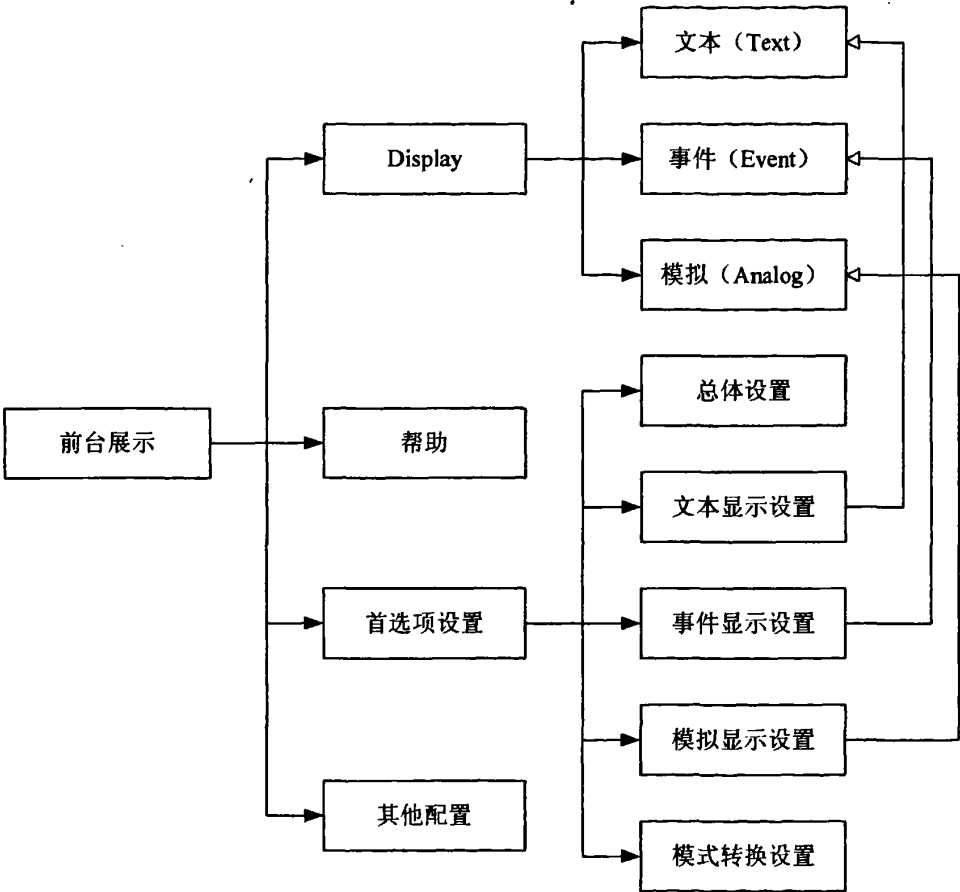 文本（Text）
Display
事件（Event）
模拟（Analog）
总体设置
前台展示
帮助
文本显示设置
首选项设置
事件显示设置
模拟显示设置
其他配置
模式转换设置